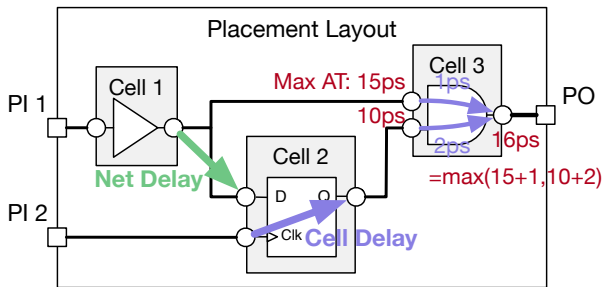 Placement Layout
Cell 1
Cell 3
PI 1
Max AT: 15ps
1ps
PO
10ps
2ps
16ps
Cell 2
Net Delay
=max(15+1,10+2)
D
Q
PI 2
Clk
Cell Delay